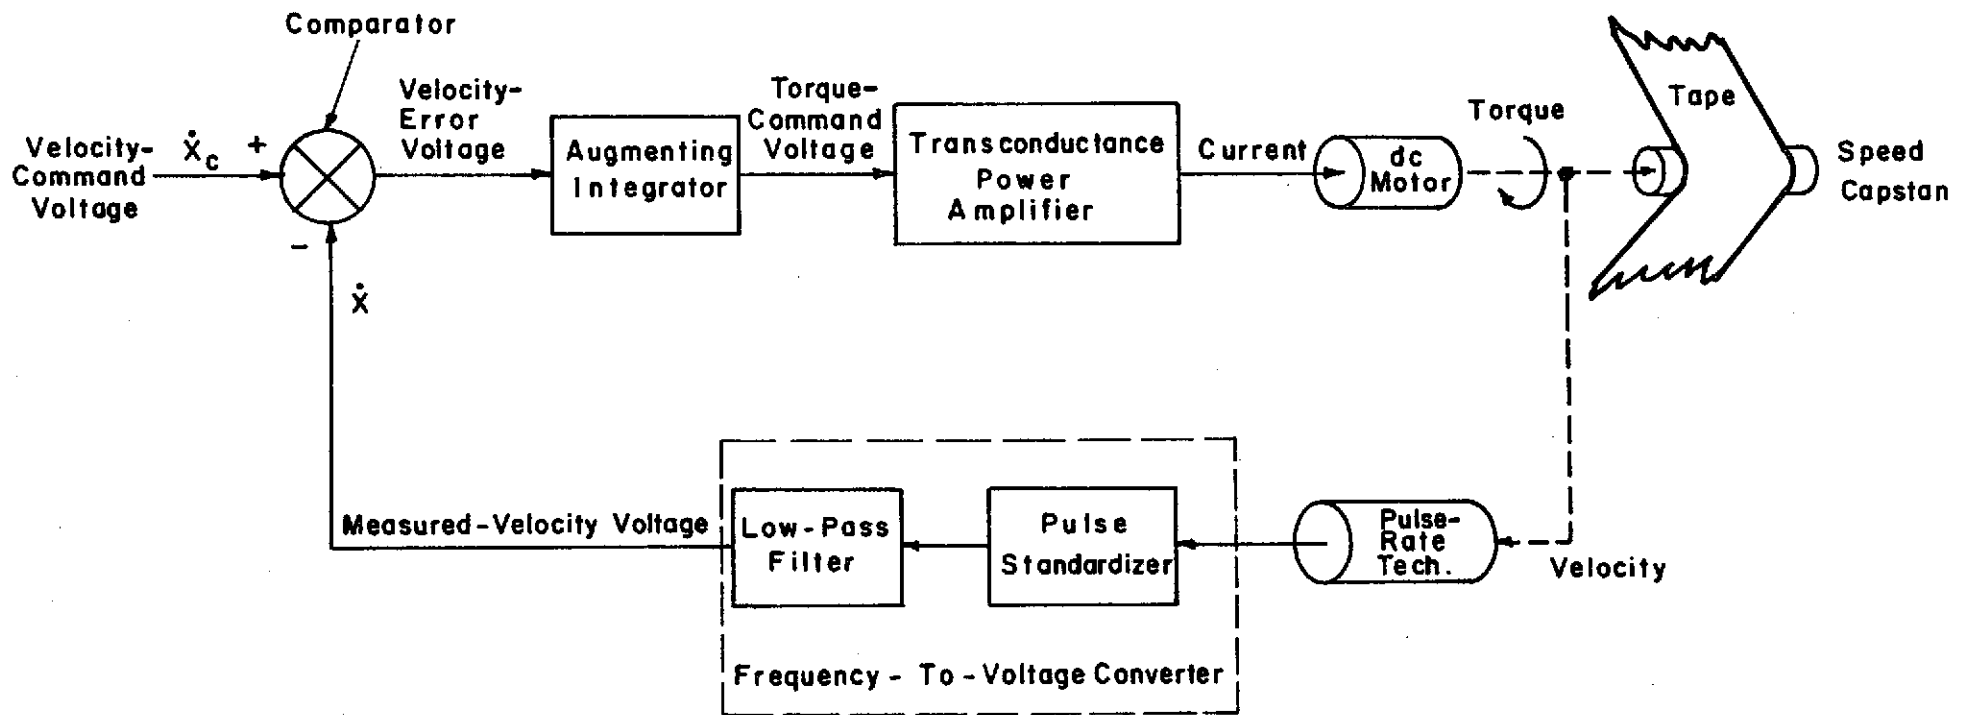 Comparator
Velocity-
Command
Voltage
Ẋc
+
-
Ẋ
Velocity-
Error
Voltage
Augmenting
Integrator
Torque-
Command
Voltage
Transconductance
Power
Amplifier
Current
dc
Motor
Torque
Tape
Speed
Capstan
Measured-Velocity Voltage
Low-Pass
Filter
Pulse
Standardizer
Pulse-
Rate
Tech.
Velocity
Frequency-To-Voltage Converter